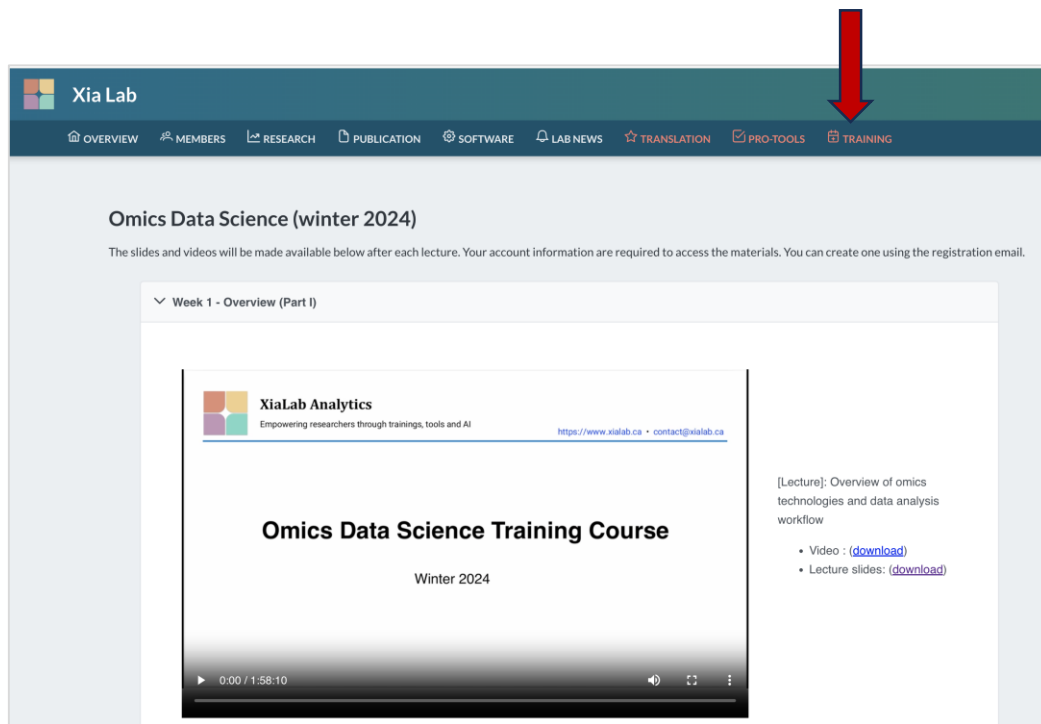 Xia Lab
OVERVIEW MEMBERS RESEARCH PUBLICATION SOFTWARE LAB NEWS TRANSLATION PRO-TOOLS TRAINING
Omics Data Science (winter 2024)
The slides and videos will be made available below after each lecture. Your account information are required to access the materials. You can create one using the registration email.
Week 1 - Overview (Part I)
XiaLab Analytics
Empowering researchers through trainings, tools and AI
https://www.xialab.ca • contact@xialab.ca
Omics Data Science Training Course
Winter 2024
0:00 / 1:58:10
[Lecture]: Overview of omics
technologies and data analysis
workflow
• Video : (download)
• Lecture slides: (download)